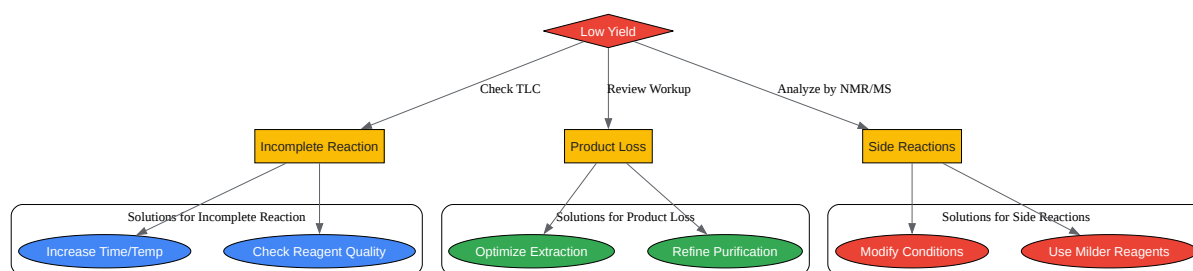 Low Yield
Check TLC
Review Workup
Analyze by NMR/MS
Incomplete Reaction
Product Loss
Side Reactions
Solutions for Incomplete Reaction
Solutions for Product Loss
Solutions for Side Reactions
Increase Time/Temp
Check Reagent Quality
Optimize Extraction
Refine Purification
Modify Conditions
Use Milder Reagents